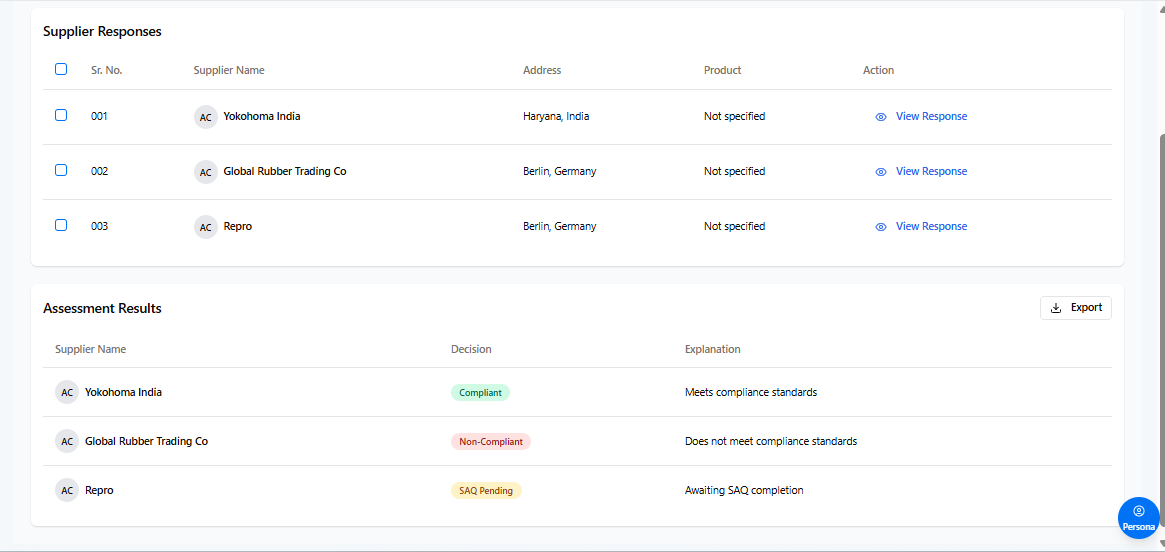 Supplier Responses
Sr. No. Supplier Name Address Product Action
001 AC Yokohoma India Haryana, India Not specified View Response
002 AC Global Rubber Trading Co Berlin, Germany Not specified View Response
003 AC Repro Berlin, Germany Not specified View Response
Assessment Results Export
Supplier Name Decision Explanation
AC Yokohoma India Compliant Meets compliance standards
AC Global Rubber Trading Co Non-Compliant Does not meet compliance standards
AC Repro SAQ Pending Awaiting SAQ completion
Persona